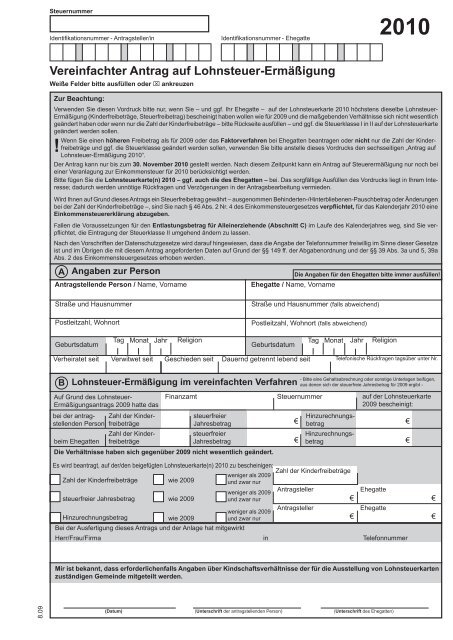 Steuernummer
2010
Identifikationsnummer - Antragsteller/in Identifikationsnummer - Ehegatte
Vereinfachter Antrag auf Lohnsteuer-Ermäßigung
Weiße Felder bitte ausfüllen oder ☒ ankreuzen
Zur Beachtung:
Verwenden Sie diesen Vordruck bitte nur, wenn Sie – und ggf. Ihr Ehegatte – auf der Lohnsteuerkarte 2010 höchstens dieselbe Lohnsteuer-
Ermäßigung (Kinderfreibeträge, Steuerfreibetrag) bescheinigt haben wollen wie für 2009 und die maßgebenden Verhältnisse sich nicht wesentlich
geändert haben oder wenn nur die Zahl der Kinderfreibeträge – bitte Rückseite ausfüllen – und ggf. die Steuerklasse I in II auf der Lohnsteuerkarte
geändert werden sollen.
! Wenn Sie einen höheren Freibetrag als für 2009 oder das Faktorverfahren bei Ehegatten beantragen oder nicht nur die Zahl der Kinder-
freibeträge und ggf. die Steuerklasse geändert werden sollen, verwenden Sie bitte anstelle dieses Vordrucks den sechsseitigen „Antrag auf
Lohnsteuer-Ermäßigung 2010“.
Der Antrag kann nur bis zum 30. November 2010 gestellt werden. Nach diesem Zeitpunkt kann ein Antrag auf Steuerermäßigung nur noch bei
einer Veranlagung zur Einkommensteuer für 2010 berücksichtigt werden.
Bitte fügen Sie die Lohnsteuerkarte(n) 2010 – ggf. auch die des Ehegatten – bei. Das sorgfältige Ausfüllen des Vordrucks liegt in Ihrem Inte-
resse; dadurch werden unnötige Rückfragen und Verzögerungen in der Antragsbearbeitung vermieden.
Wird Ihnen auf Grund dieses Antrags ein Steuerfreibetrag gewährt – ausgenommen Behinderten-/Hinterbliebenen-Pauschbetrag oder Änderungen
bei der Zahl der Kinderfreibeträge –, sind Sie nach § 46 Abs. 2 Nr. 4 des Einkommensteuergesetzes verpflichtet, für das Kalenderjahr 2010 eine
Einkommensteuererklärung abzugeben.
Fallen die Voraussetzungen für den Entlastungsbetrag für Alleinerziehende (Abschnitt C) im Laufe des Kalenderjahres weg, sind Sie ver-
pflichtet, die Eintragung der Steuerklasse II umgehend ändern zu lassen.
Nach den Vorschriften der Datenschutzgesetze wird darauf hingewiesen, dass die Angabe der Telefonnummer freiwillig im Sinne dieser Gesetze
ist und im Übrigen die mit diesem Antrag angeforderten Daten auf Grund der §§ 149 ff. der Abgabenordnung und der §§ 39 Abs. 3a und 5, 39a
Abs. 2 des Einkommensteuergesetzes erhoben werden.
A Angaben zur Person Die Angaben für den Ehegatten bitte immer ausfüllen!
Antragstellende Person / Name, Vorname Ehegatte / Name, Vorname
Straße und Hausnummer Straße und Hausnummer (falls abweichend)
Postleitzahl, Wohnort Postleitzahl, Wohnort (falls abweichend)
Geburtsdatum Tag Monat Jahr Religion Geburtsdatum Tag Monat Jahr Religion
Verheiratet seit Verwitwet seit Geschieden seit Dauernd getrennt lebend seit Telefonische Rückfragen tagsüber unter Nr.
B Lohnsteuer-Ermäßigung im vereinfachten Verfahren - Bitte eine Gehaltsabrechnung oder sonstige Unterlagen beifügen,
aus denen sich der steuerfreie Jahresbetrag für 2009 ergibt -
Auf Grund des Lohnsteuer- Finanzamt Steuernummer auf der Lohnsteuerkarte
Ermäßigungsantrags 2009 hatte das 2009 bescheinigt:
bei der antrag- Zahl der Kinder- steuerfreier Hinzurechnungs-
stellenden Person freibeträge Jahresbetrag € betrag €
Zahl der Kinder- steuerfreier Hinzurechnungs-
beim Ehegatten freibeträge Jahresbetrag € betrag €
Die Verhältnisse haben sich gegenüber 2009 nicht wesentlich geändert.
Es wird beantragt, auf der/den beigefügten Lohnsteuerkarte(n) 2010 zu bescheinigen:
Zahl der Kinderfreibeträge wie 2009 weniger als 2009 und zwar nur Zahl der Kinderfreibeträge
steuerfreier Jahresbetrag wie 2009 weniger als 2009 und zwar nur Antragsteller € Ehegatte €
Hinzurechnungsbetrag wie 2009 weniger als 2009 und zwar nur Antragsteller € Ehegatte €
Bei der Ausfertigung dieses Antrags und der Anlage hat mitgewirkt
Herr/Frau/Firma in Telefonnummer
Mir ist bekannt, dass erforderlichenfalls Angaben über Kindschaftsverhältnisse der für die Ausstellung von Lohnsteuerkarten
zuständigen Gemeinde mitgeteilt werden.
(Datum) (Unterschrift der antragstellenden Person) (Unterschrift des Ehegatten)
8.09